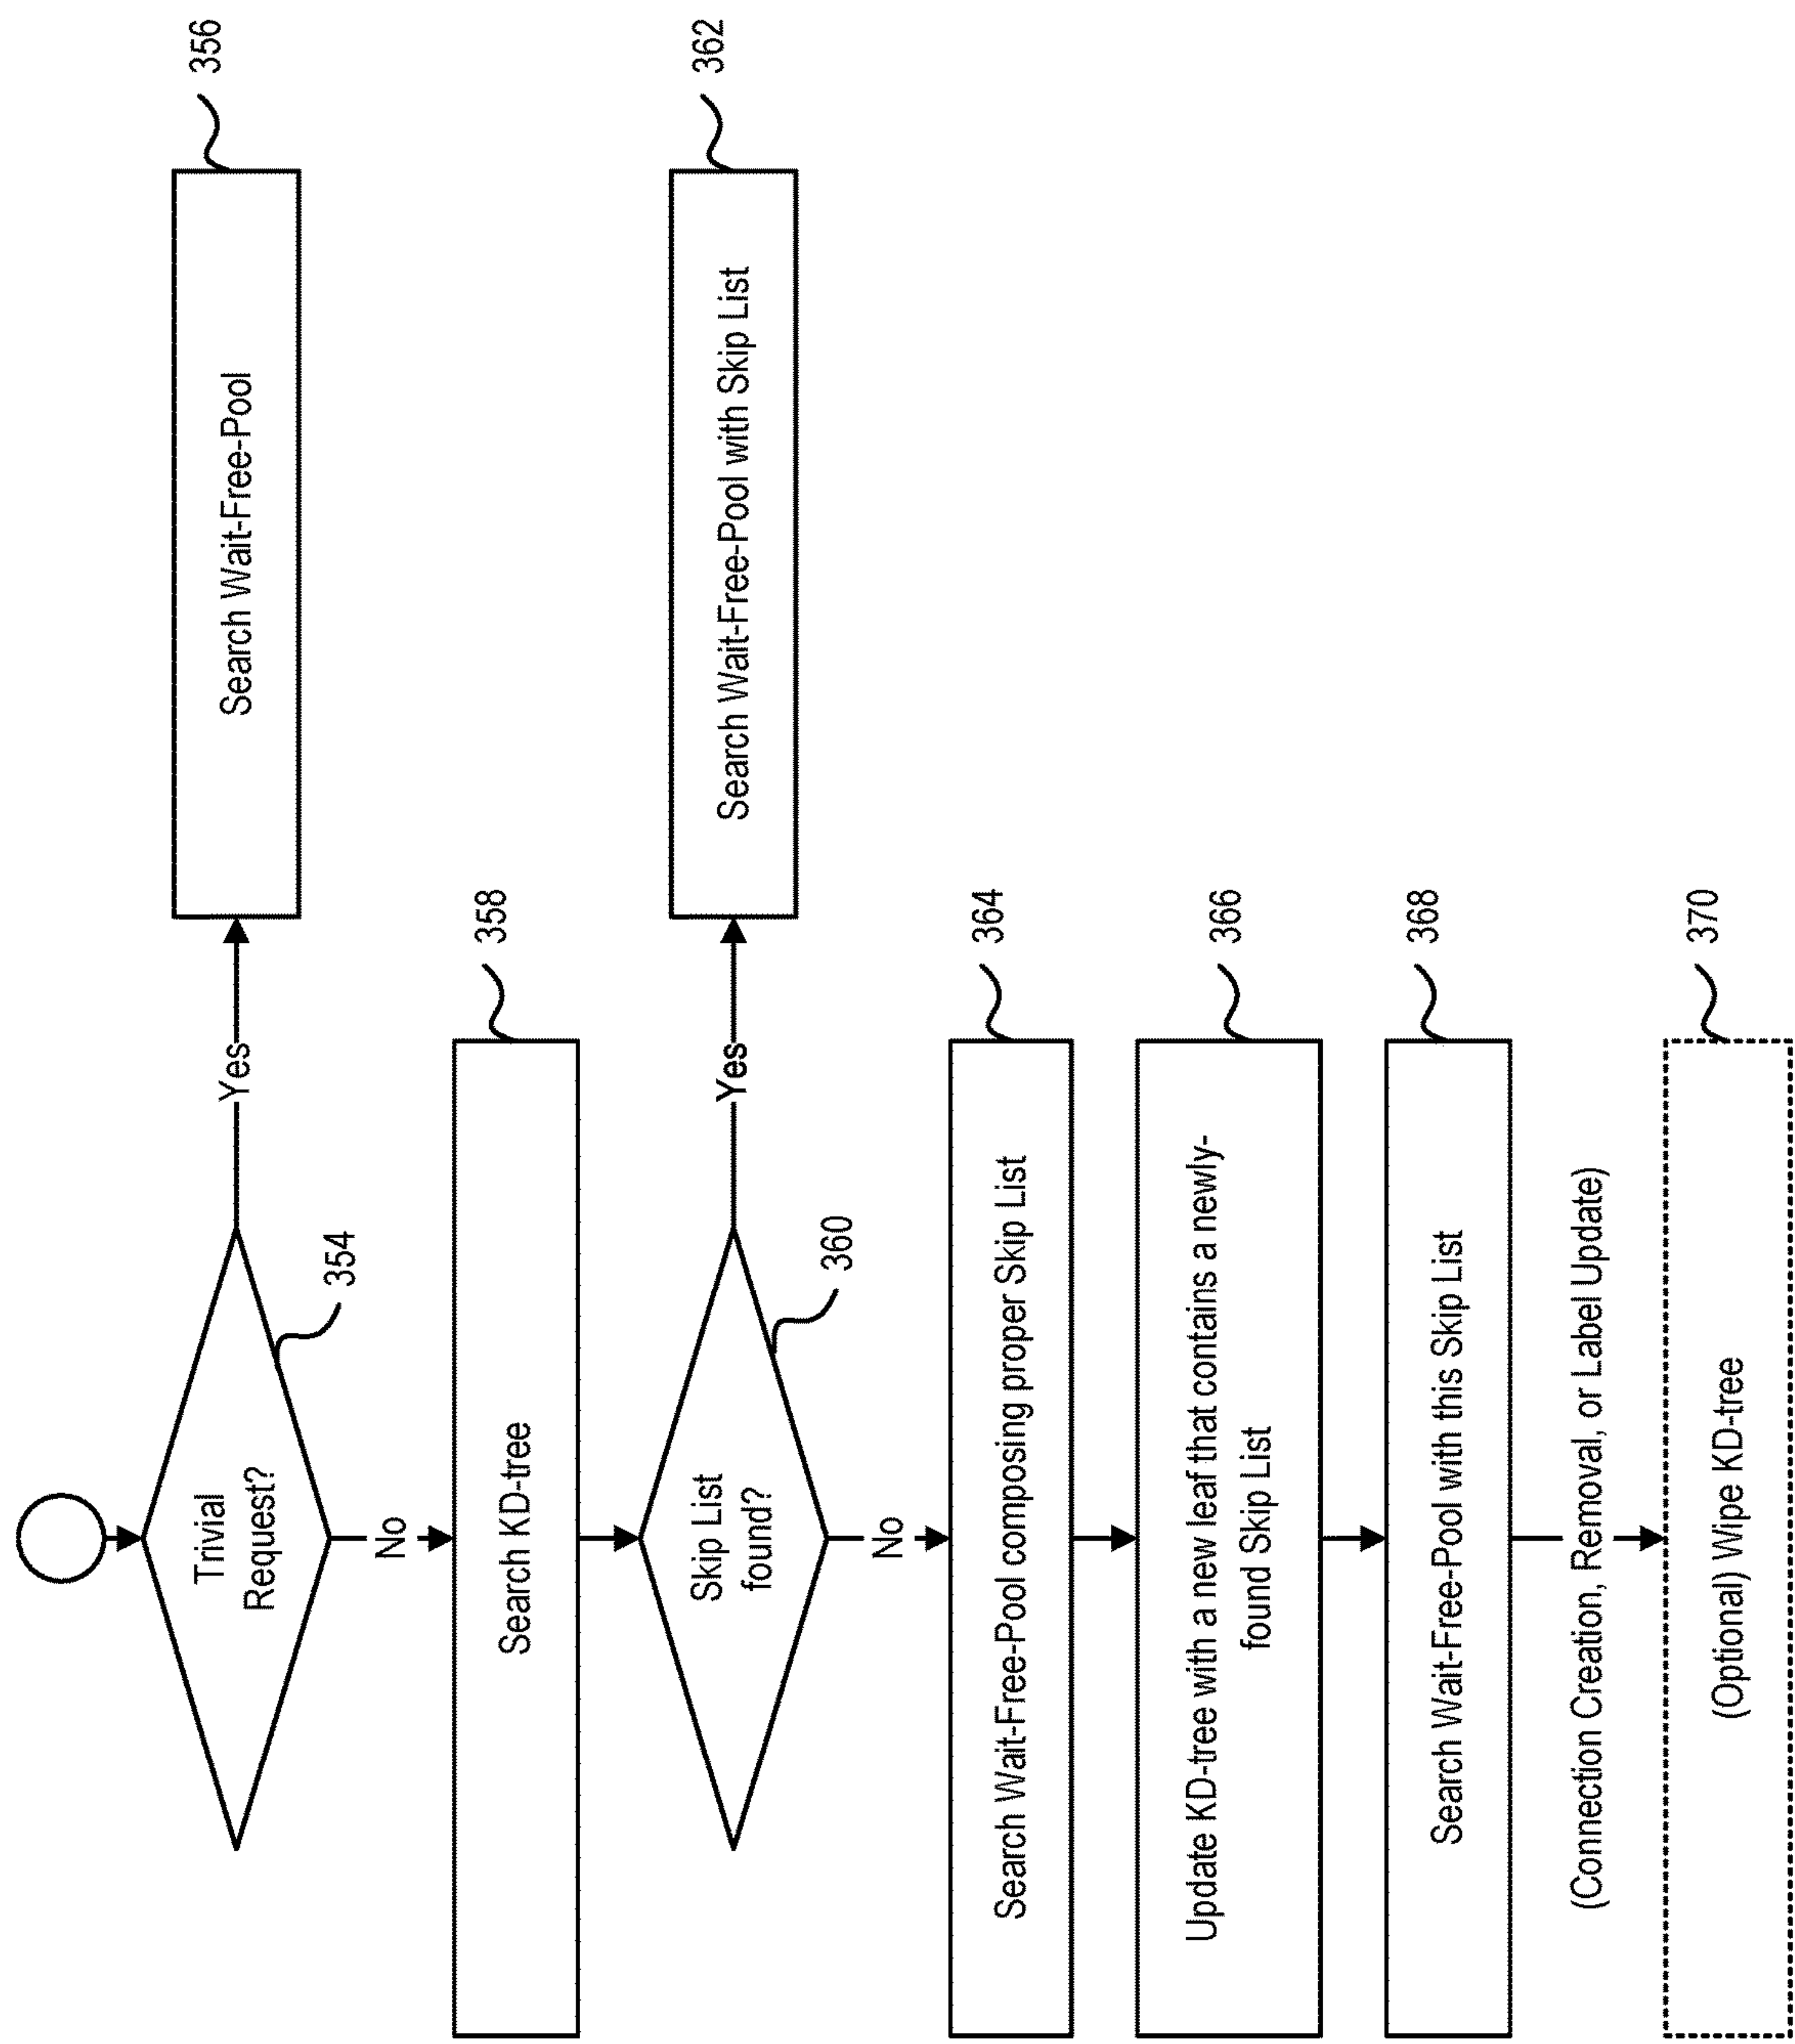 Trivial
Request?
354
Yes
Search Wait-Free-Pool
356
No
Search KD-tree
358
Skip List
found?
360
Yes
Search Wait-Free-Pool with Skip List
362
No
Search Wait-Free-Pool composing proper Skip List
364
Update KD-tree with a new leaf that contains a newly-
found Skip List
366
Search Wait-Free-Pool with this Skip List
368
(Connection Creation, Removal, or Label Update)
(Optional) Wipe KD-tree
370